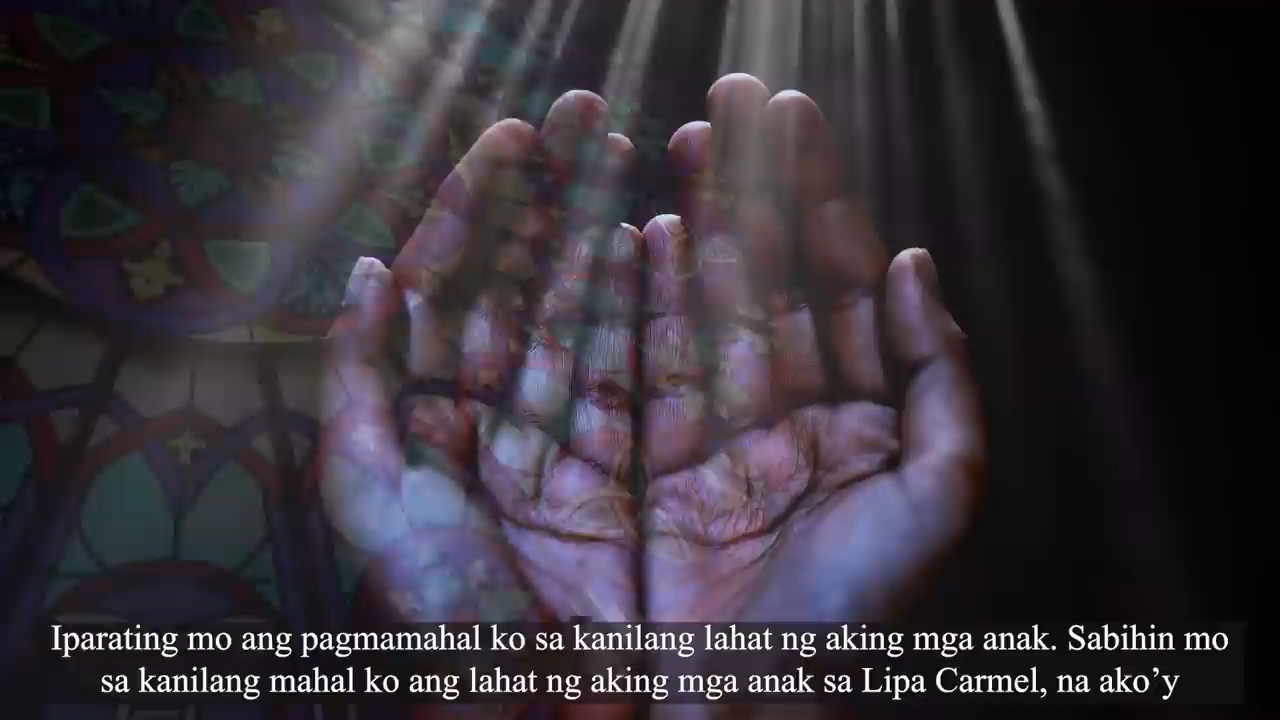 Iparating mo ang pagmamahal ko sa kanilang lahat ng aking mga anak. Sabihin mo
sa kanilang mahal ko ang lahat ng aking mga anak sa Lipa Carmel, na ako’y